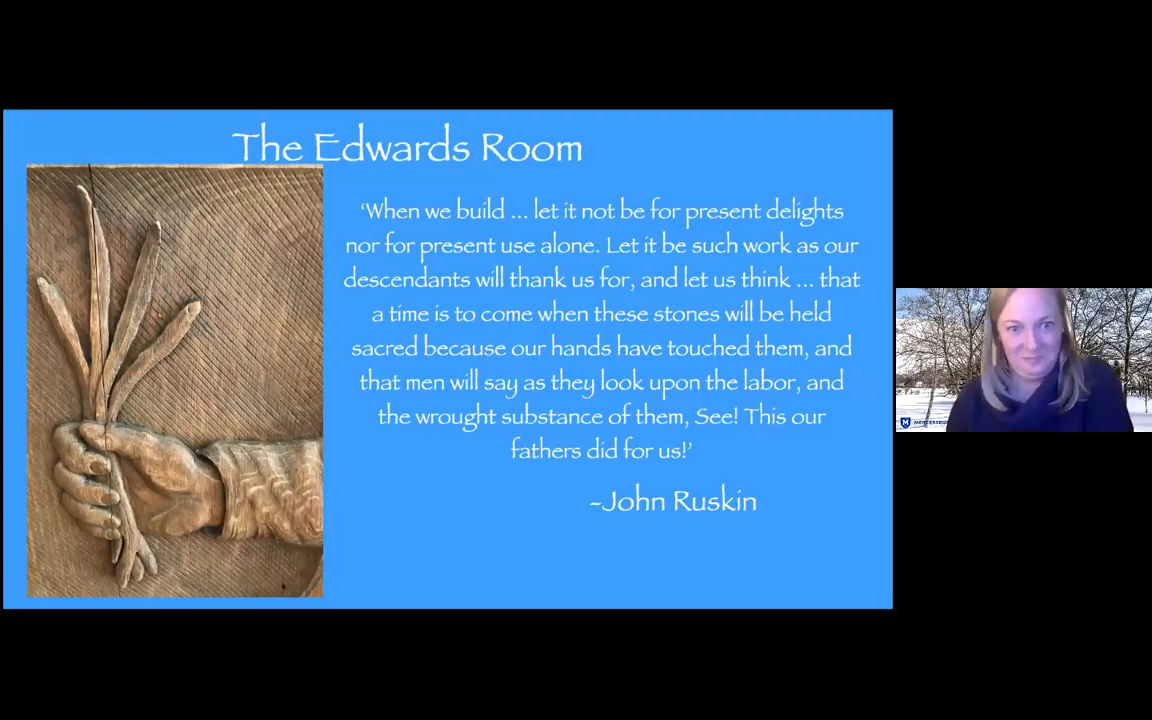 The Edwards Room
‘When we build ... let it not be for present delights
nor for present use alone. Let it be such work as our
descendants will thank us for, and let us think ... that
a time is to come when these stones will be held
sacred because our hands have touched them, and
that men will say as they look upon the labor, and
the wrought substance of them, See! This our
fathers did for us!’
~John Ruskin